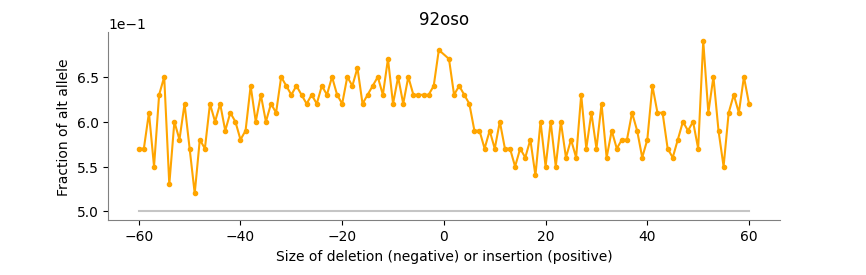 92oso
1e−1
Fraction of alt allele
6.5
6.0
5.5
5.0
−60 −40 −20 0 20 40 60
Size of deletion (negative) or insertion (positive)